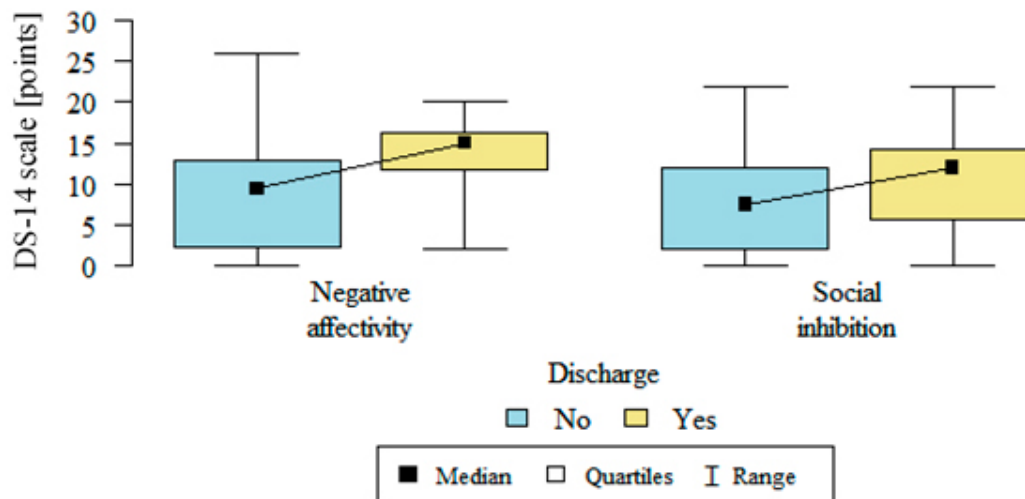 DS-14 scale [points]
30
25
20
15
10
5
0
Negative
affectivity
Social
inhibition
Discharge
No Yes
Median Quartiles Range